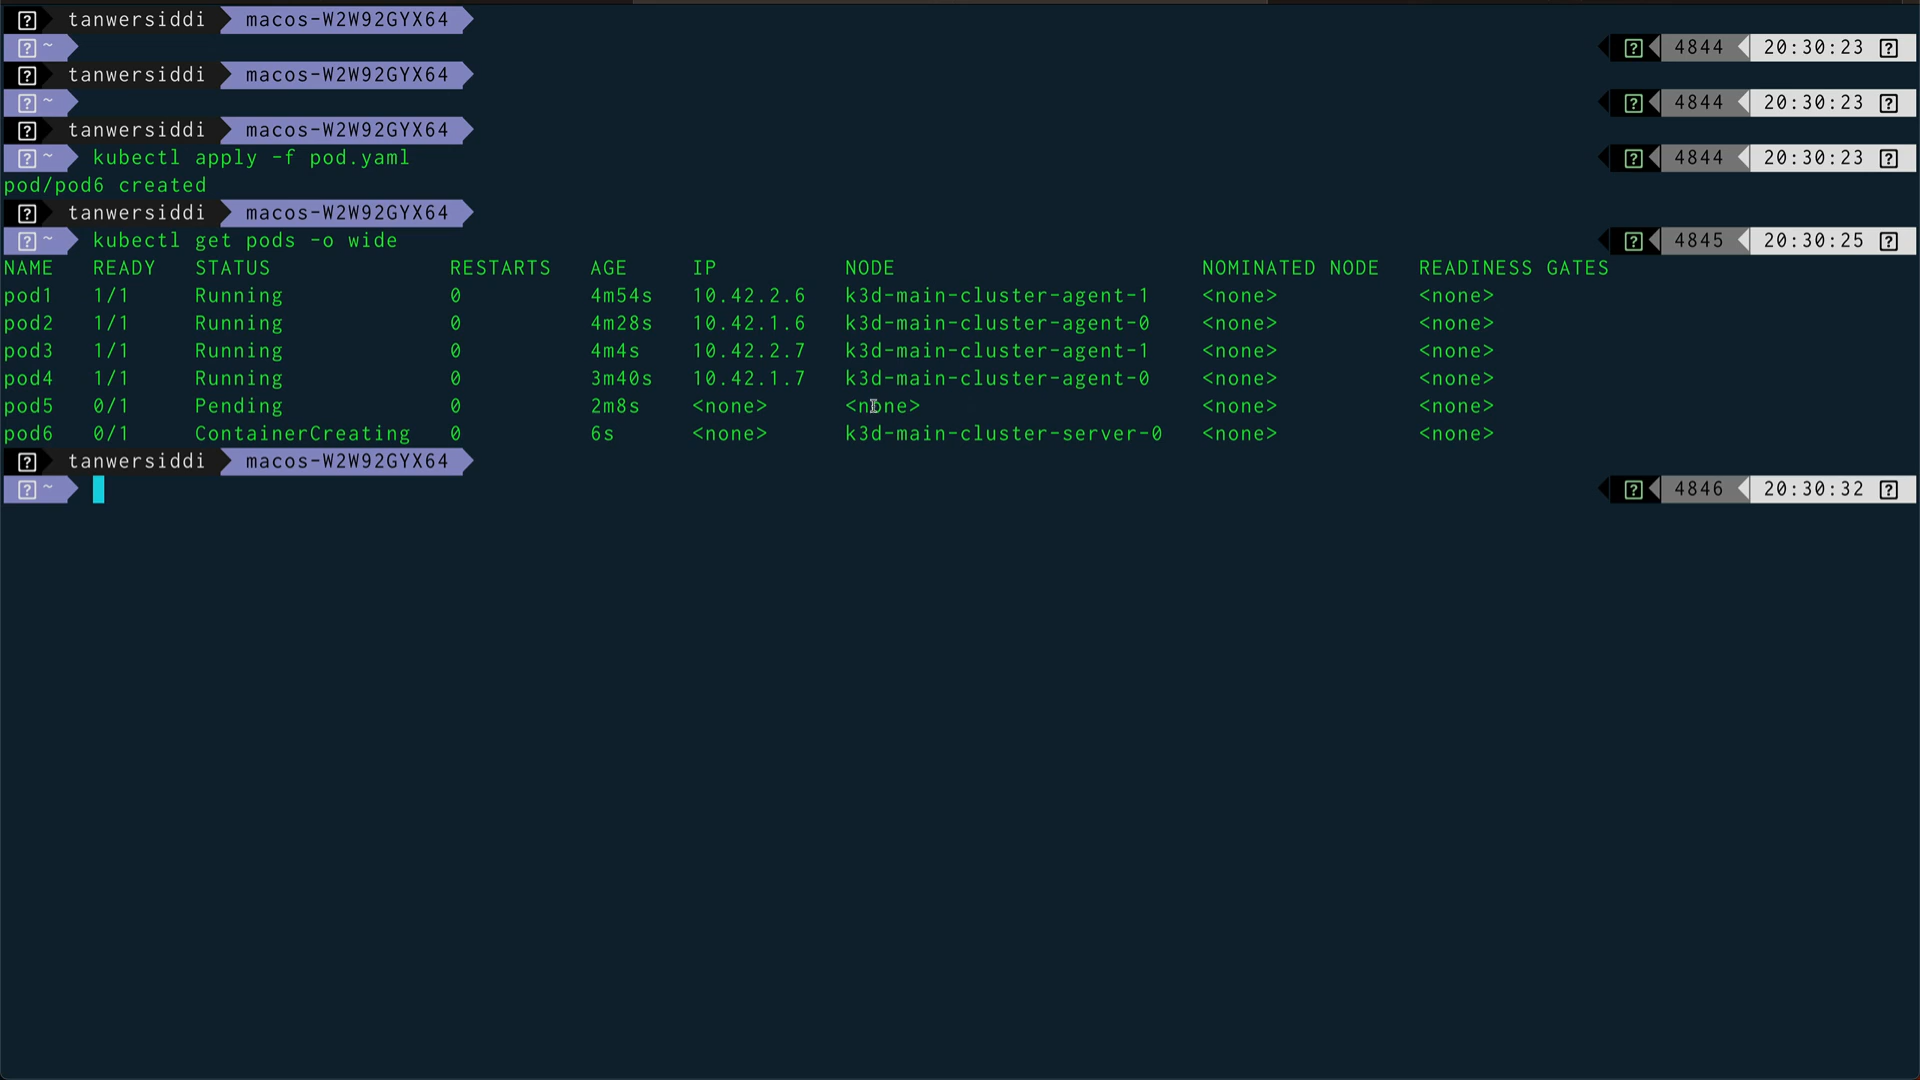 tanwersiddi macos-W2W92GYX64
~ 4844 20:30:23
tanwersiddi macos-W2W92GYX64
~ 4844 20:30:23
tanwersiddi macos-W2W92GYX64
~ kubectl apply -f pod.yaml 4844 20:30:23
pod/pod6 created
tanwersiddi macos-W2W92GYX64
~ kubectl get pods -o wide 4845 20:30:25
NAME READY STATUS RESTARTS AGE IP NODE NOMINATED NODE READINESS GATES
pod1 1/1 Running 0 4m54s 10.42.2.6 k3d-main-cluster-agent-1 <none> <none>
pod2 1/1 Running 0 4m28s 10.42.1.6 k3d-main-cluster-agent-0 <none> <none>
pod3 1/1 Running 0 4m4s 10.42.2.7 k3d-main-cluster-agent-1 <none> <none>
pod4 1/1 Running 0 3m40s 10.42.1.7 k3d-main-cluster-agent-0 <none> <none>
pod5 0/1 Pending 0 2m8s <none> <none> <none> <none>
pod6 0/1 ContainerCreating 0 6s <none> k3d-main-cluster-server-0 <none> <none>
tanwersiddi macos-W2W92GYX64
~ 4846 20:30:32